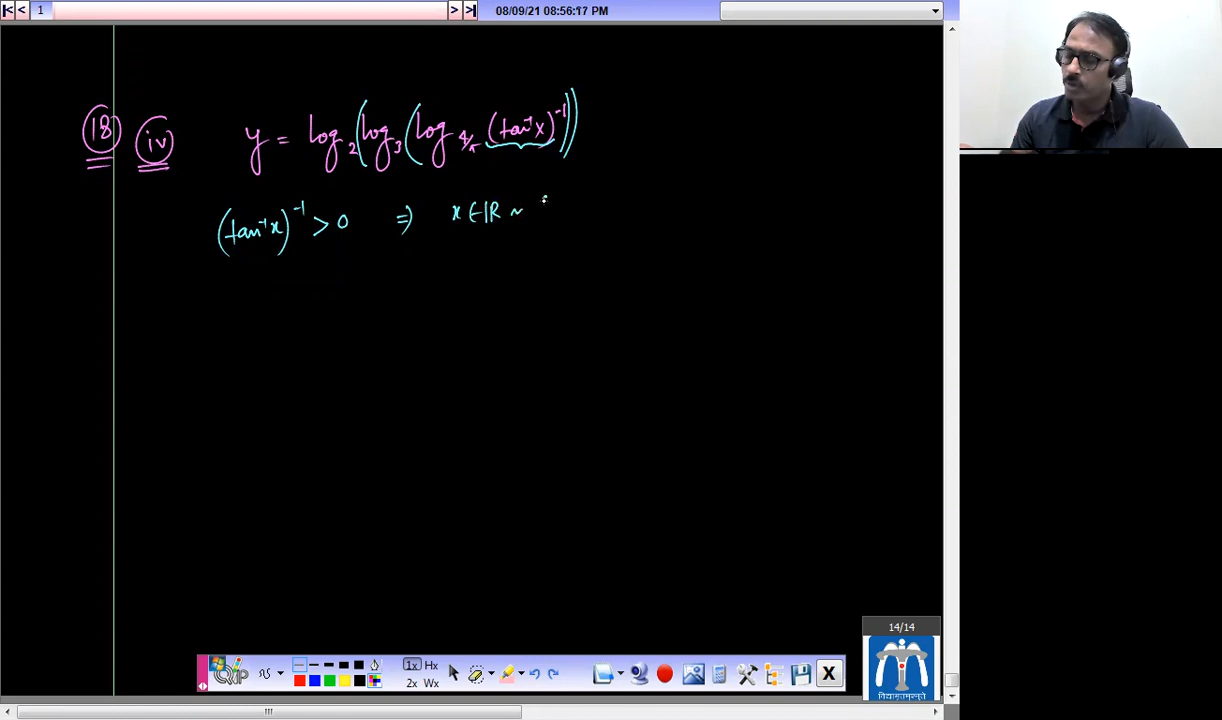 1
08/09/21 08:56:17 PM
18 iv y = log₂(log₃(log₄/π (tan⁻¹x)⁻¹))
(tan⁻¹x)⁻¹ > 0 ⇒ x ∈ ℝ ~
14/14
1x Hx
2x Wx
X